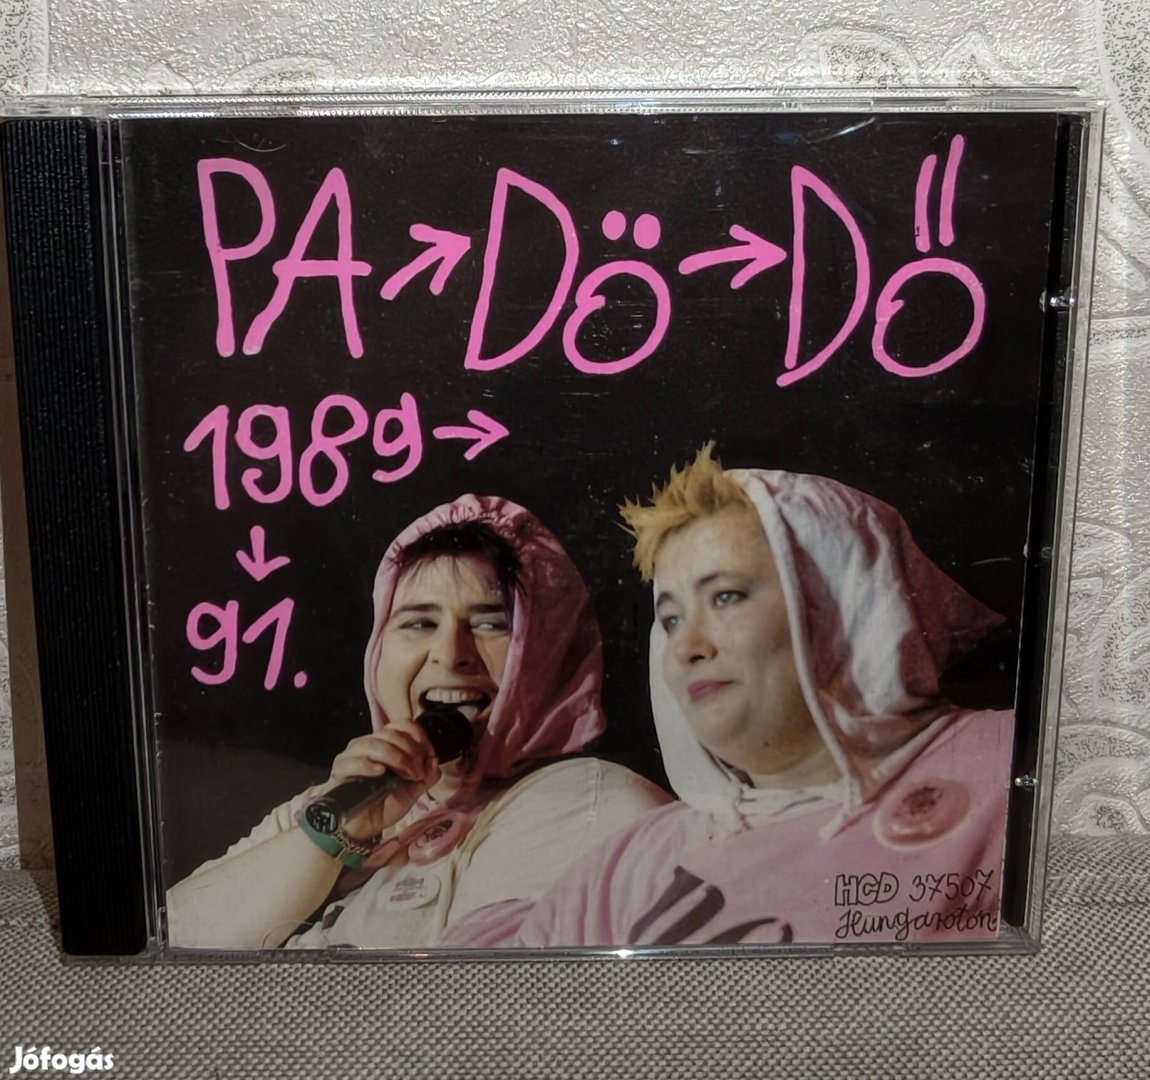 PA → Dö → Dő
1989 →
↓
91.
HCD 37507
Hungaroton
Jófogás